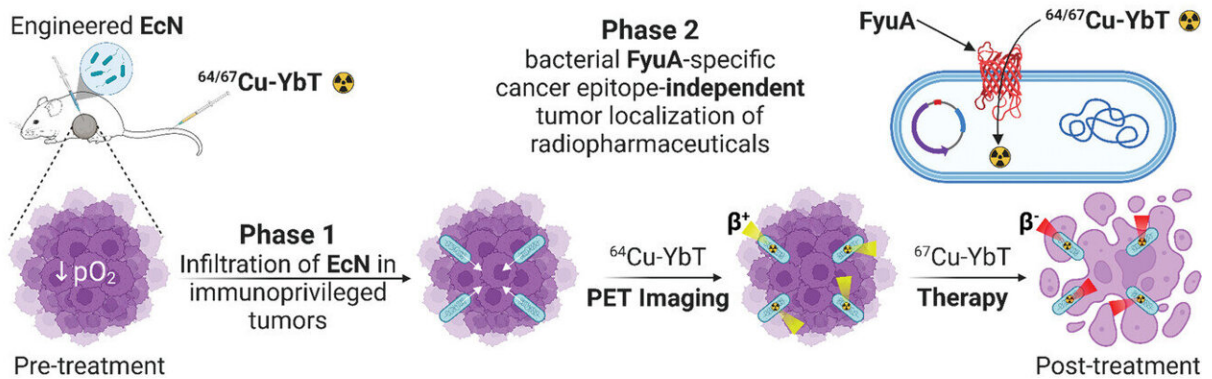 Engineered EcN
64/67Cu-YbT
Phase 2
bacterial FyuA-specific
cancer epitope-independent
tumor localization of
radiopharmaceuticals
FyuA
64/67Cu-YbT
↓pO2
Pre-treatment
Phase 1
Infiltration of EcN in
immunoprivileged
tumors
64Cu-YbT
PET Imaging
β+
67Cu-YbT
Therapy
β-
Post-treatment